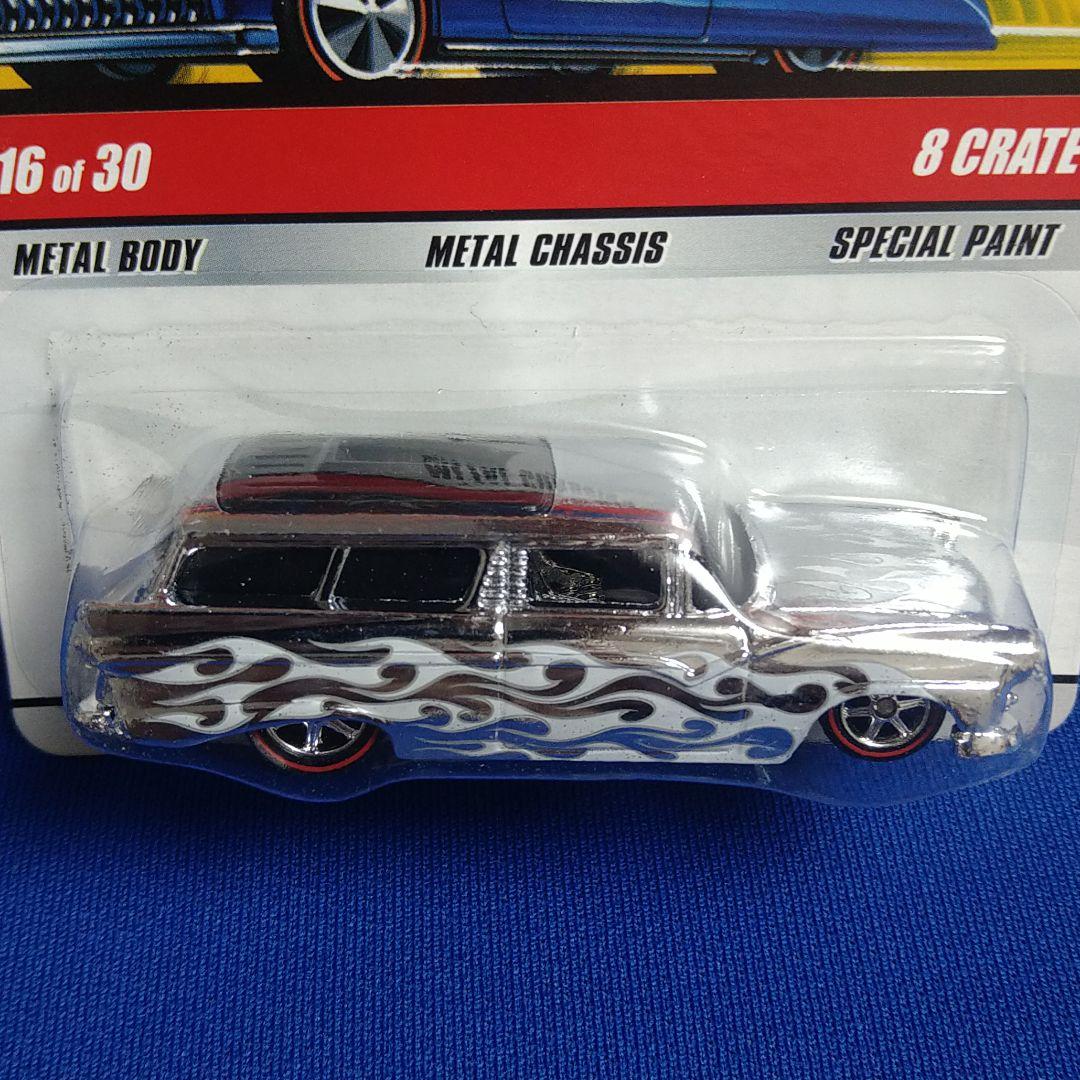 16 of 30
8 CRATE
METAL BODY
METAL CHASSIS
SPECIAL PAINT